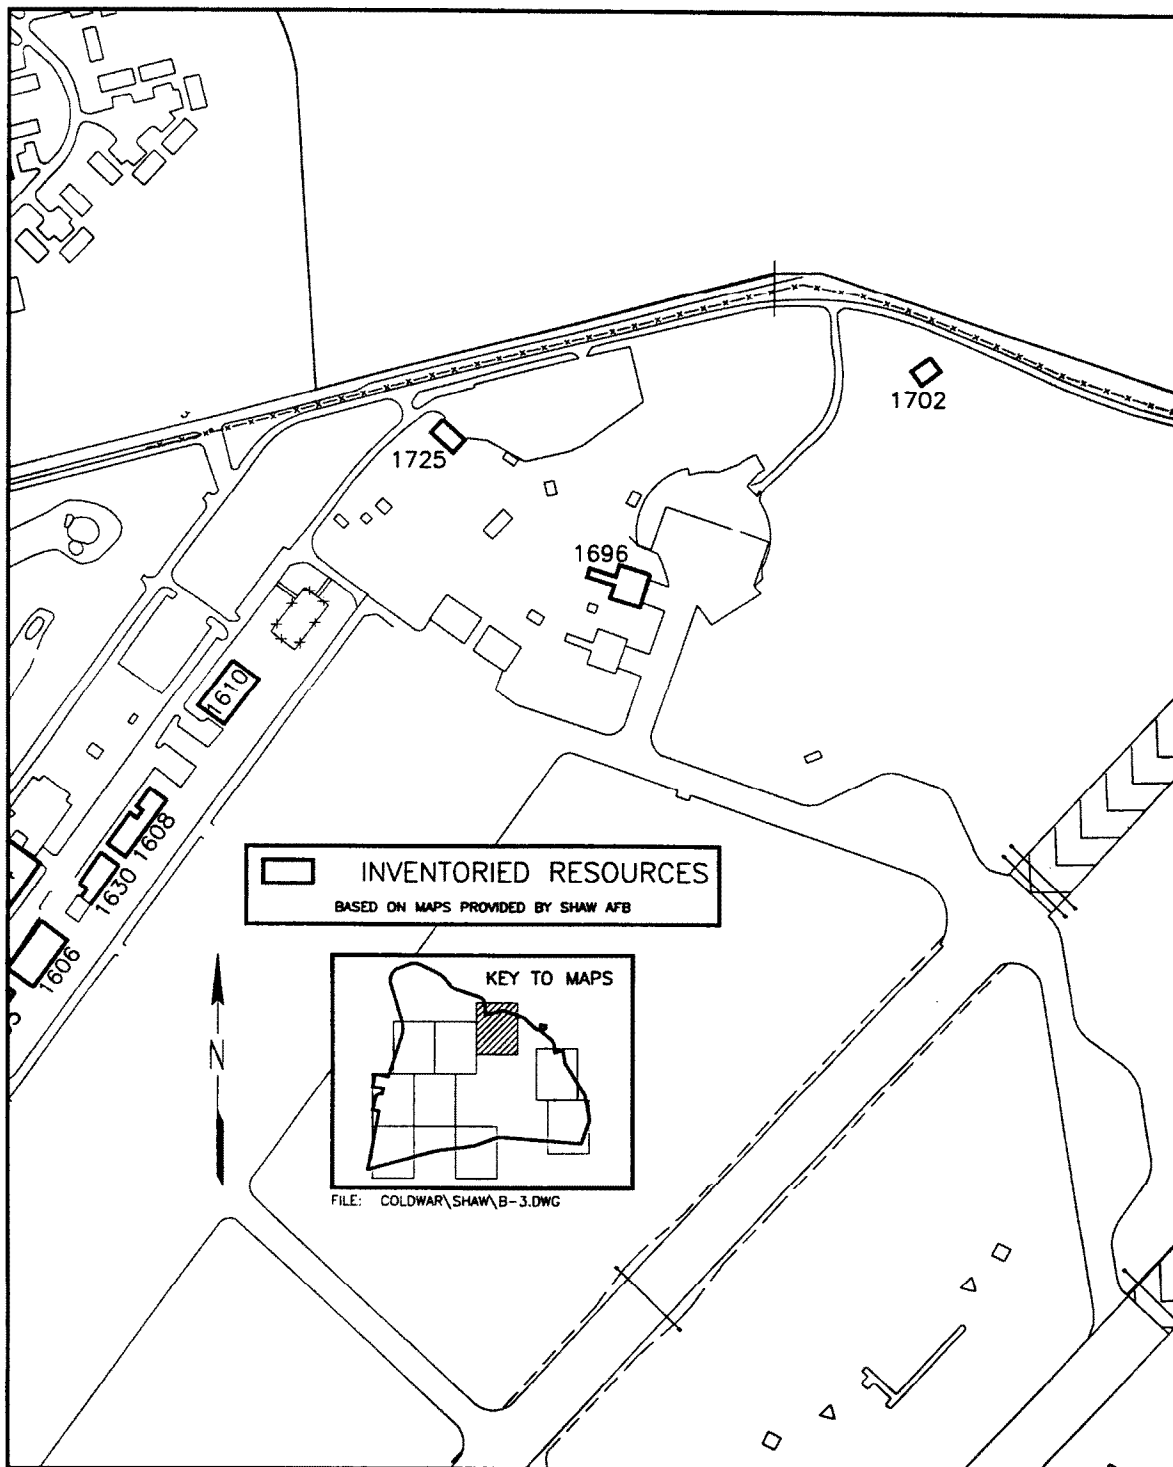 1702
1725
1696
1610
1608
1630
1606
INVENTORIED RESOURCES
BASED ON MAPS PROVIDED BY SHAW AFB
KEY TO MAPS
N
FILE: COLDWAR\SHAW\B-3.DWG